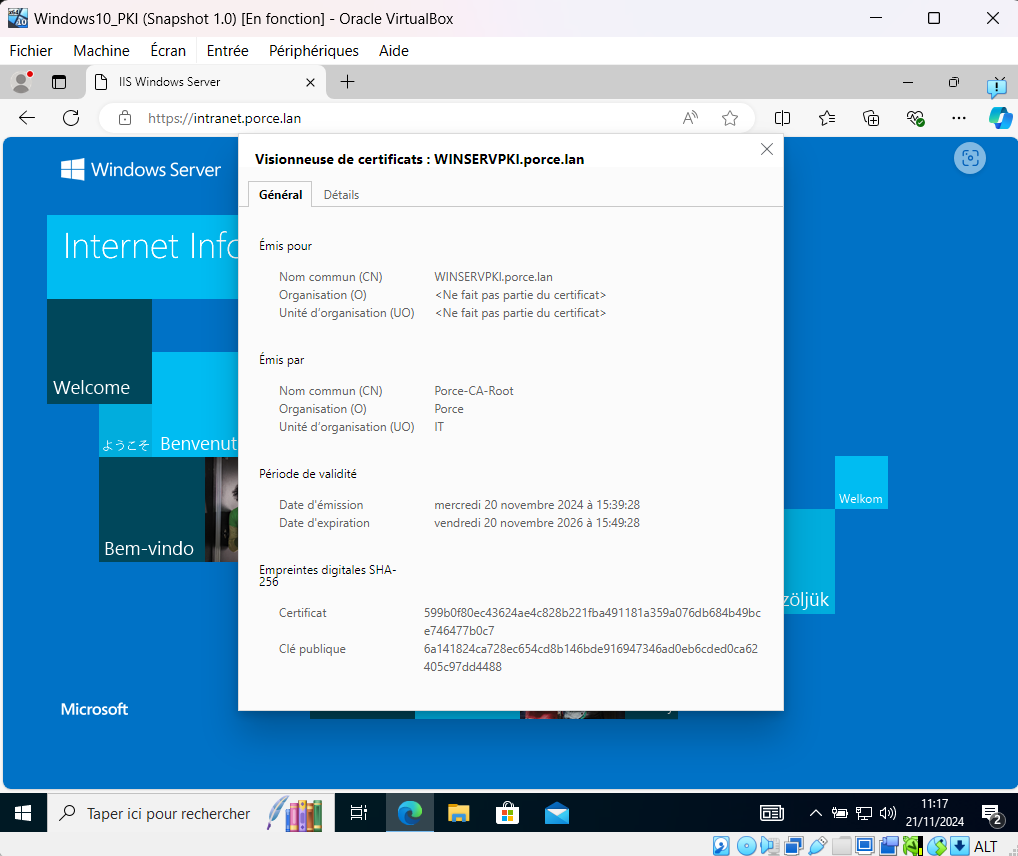 Windows10_PKI (Snapshot 1.0) [En fonction] - Oracle VirtualBox
Fichier Machine Écran Entrée Périphériques Aide
IIS Windows Server
https://intranet.porce.lan
Windows Server
Internet Info
Welcome
ようこそ
Benvenut
Bem-vindo
Welkom
zöljük
Microsoft
Visionneuse de certificats : WINSERVPKI.porce.lan
Général Détails
Émis pour
Nom commun (CN) WINSERVPKI.porce.lan
Organisation (O) <Ne fait pas partie du certificat>
Unité d'organisation (UO) <Ne fait pas partie du certificat>
Émis par
Nom commun (CN) Porce-CA-Root
Organisation (O) Porce
Unité d'organisation (UO) IT
Période de validité
Date d'émission mercredi 20 novembre 2024 à 15:39:28
Date d'expiration vendredi 20 novembre 2026 à 15:49:28
Empreintes digitales SHA-
256
Certificat 599b0f80ec43624ae4c828b221fba491181a359a076db684b49bc
e746477b0c7
Clé publique 6a141824ca728ec654cd8b146bde916947346ad0eb6cded0ca62
405c97dd4488
Taper ici pour rechercher
11:17
21/11/2024
2
ALT